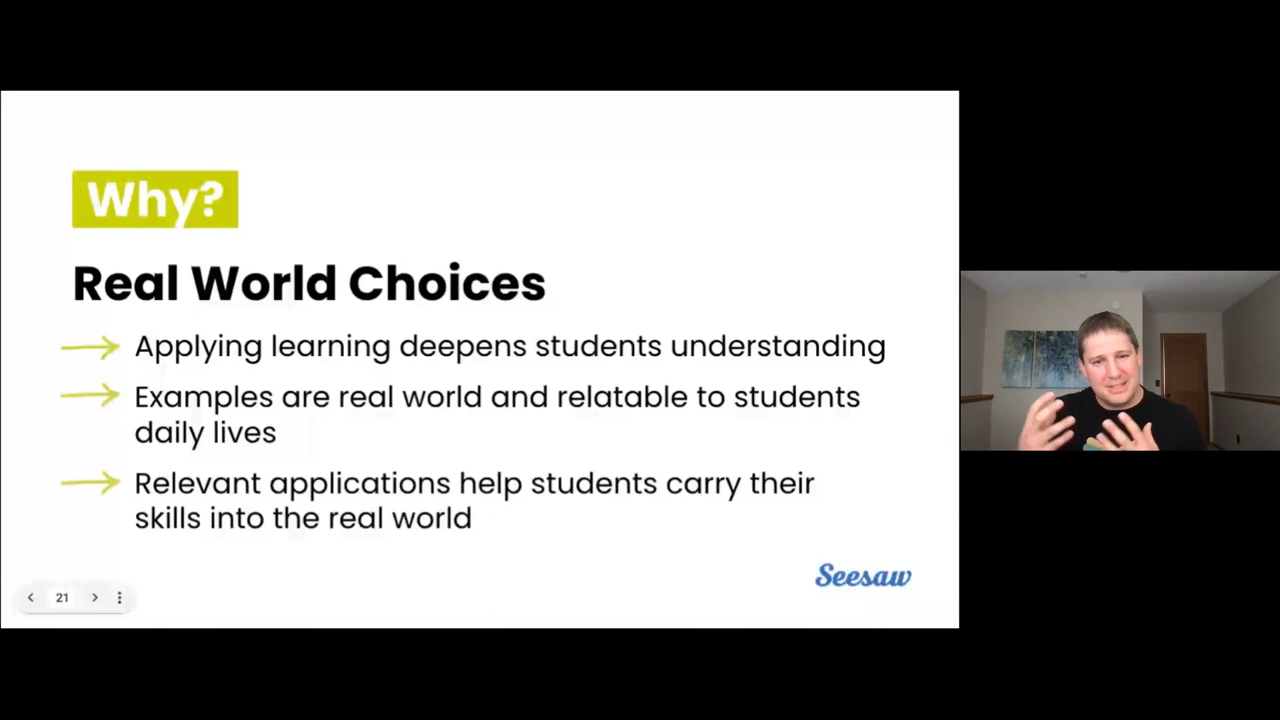 Why?
Real World Choices
Applying learning deepens students understanding
Examples are real world and relatable to students
daily lives
Relevant applications help students carry their
skills into the real world
Seesaw
21